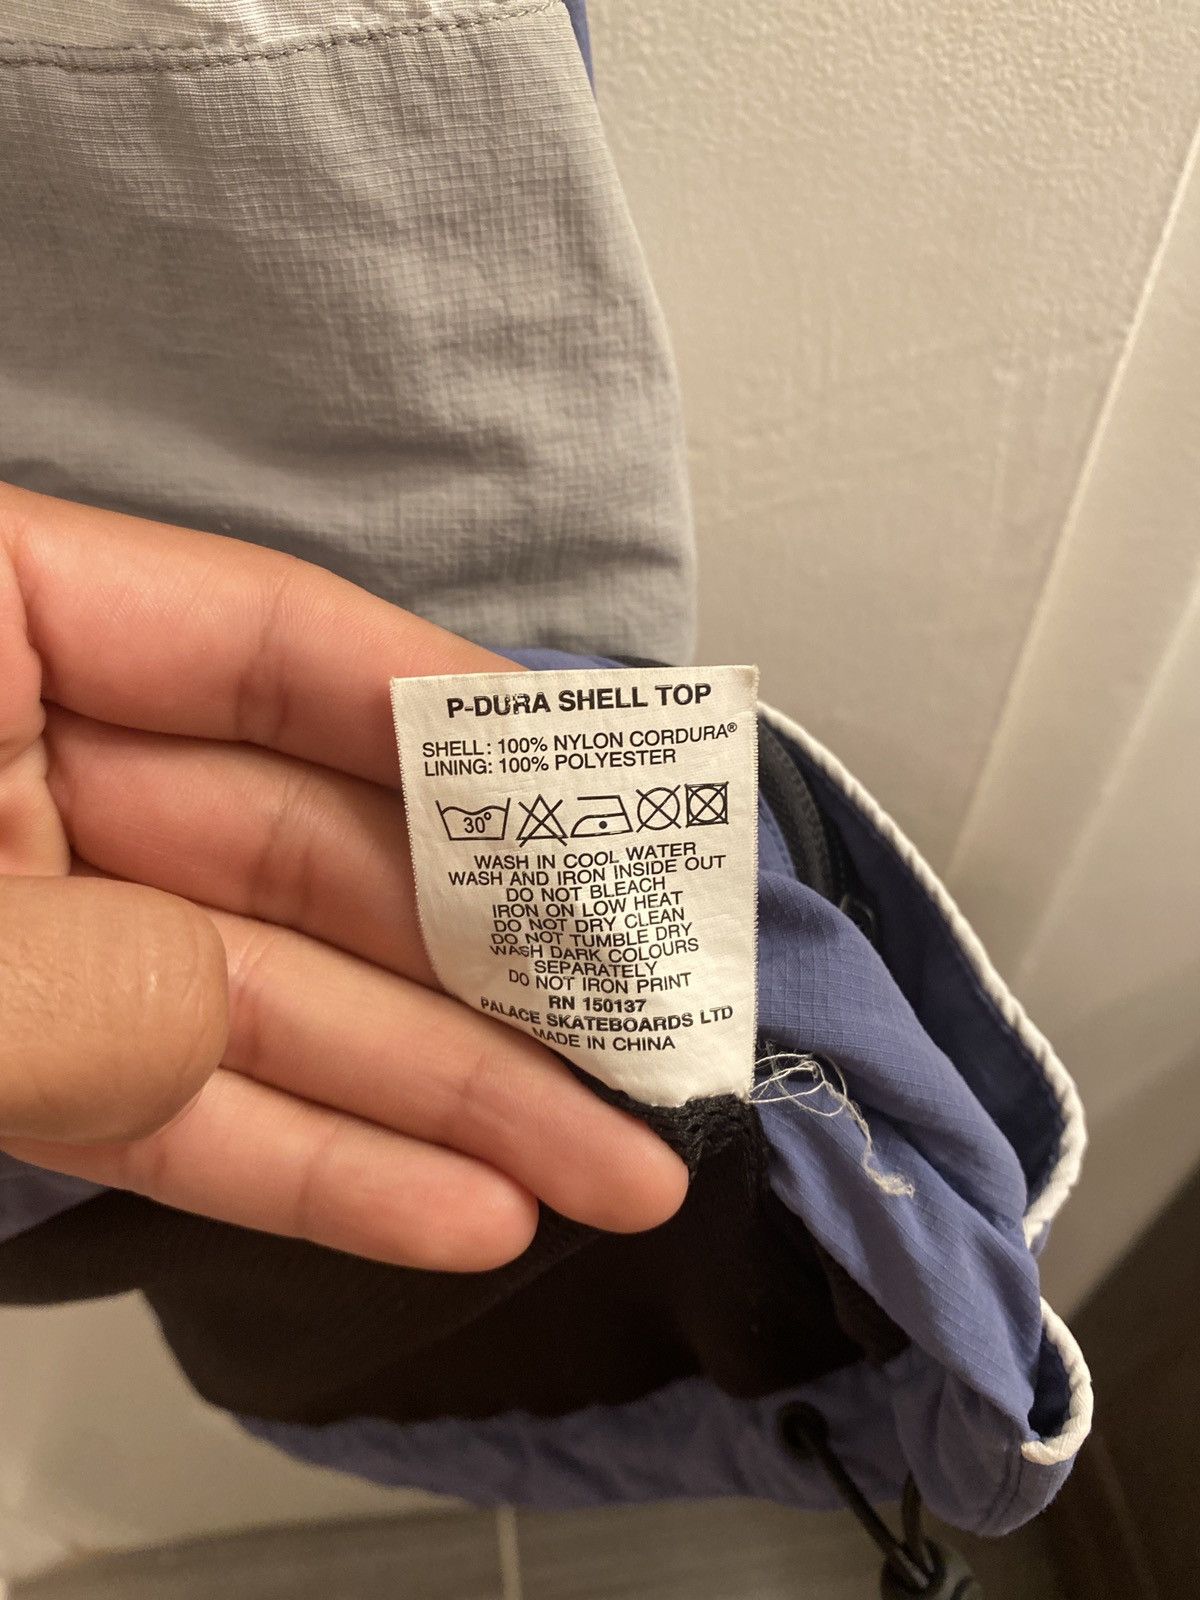 P-DURA SHELL TOP
SHELL: 100% NYLON CORDURA®
LINING: 100% POLYESTER
30°
WASH IN COOL WATER
WASH AND IRON INSIDE OUT
DO NOT BLEACH
IRON ON LOW HEAT
DO NOT DRY CLEAN
DO NOT TUMBLE DRY
WASH DARK COLOURS
SEPARATELY
DO NOT IRON PRINT
RN 150137
PALACE SKATEBOARDS LTD
MADE IN CHINA